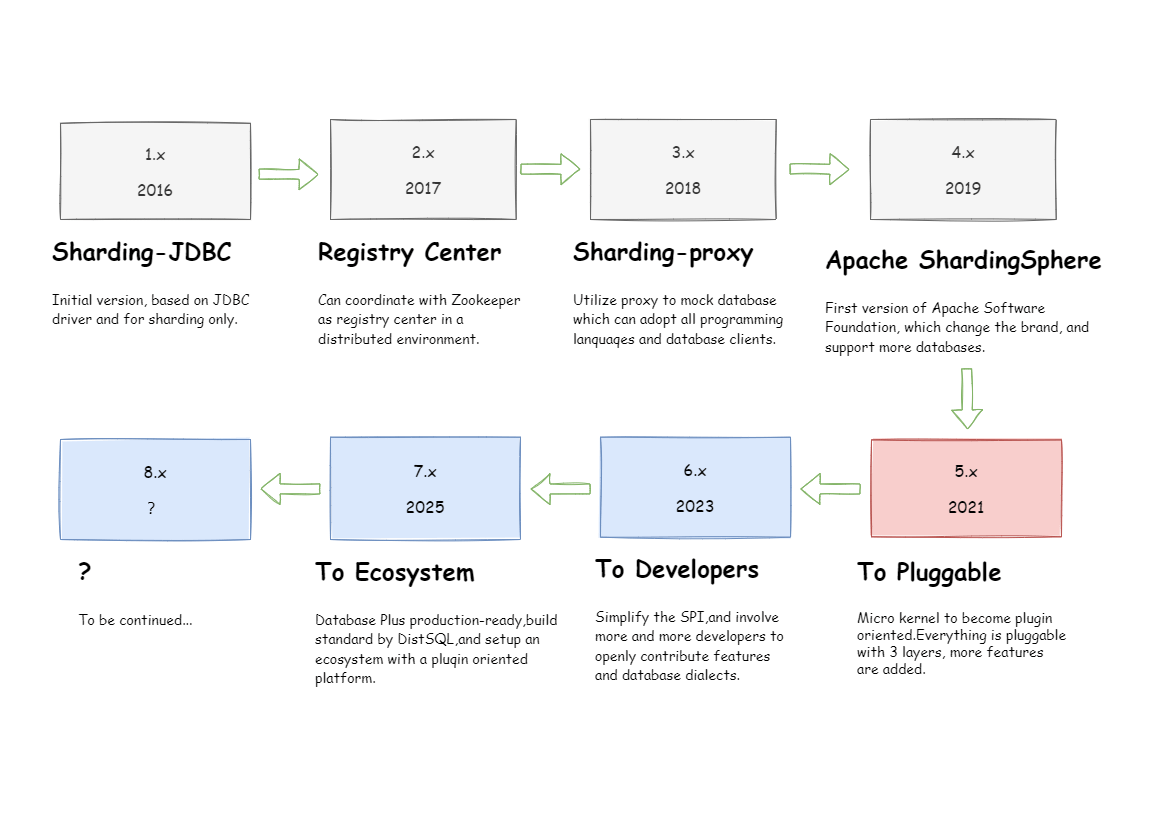 1.x
2016
Sharding-JDBC
Initial version, based on JDBC
driver and for sharding only.
2.x
2017
Registry Center
Can coordinate with Zookeeper
as registry center in a
distributed environment.
3.x
2018
Sharding-proxy
Utilize proxy to mock database
which can adopt all programming
languages and database clients.
4.x
2019
Apache ShardingSphere
First version of Apache Software
Foundation, which change the brand, and
support more databases.
5.x
2021
To Pluggable
Micro kernel to become plugin
oriented.Everything is pluggable
with 3 layers, more features
are added.
6.x
2023
To Developers
Simplify the SPI,and involve
more and more developers to
openly contribute features
and database dialects.
7.x
2025
To Ecosystem
Database Plus production-ready,build
standard by DistSQL,and setup an
ecosystem with a plugin oriented
platform.
8.x
?
?
To be continued...